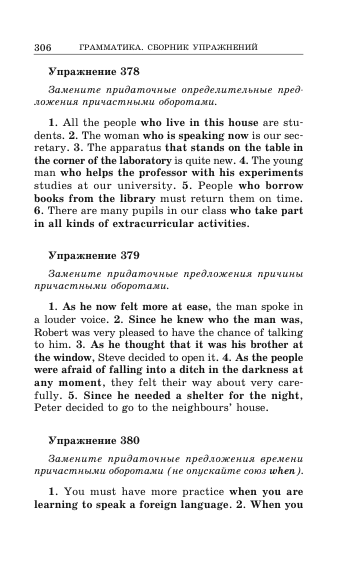 306 ГРАММАТИКА. СБОРНИК УПРАЖНЕНИЙ
Упражнение 378
Замените придаточные определительные пред-
ложения причастными оборотами.
1. All the people who live in this house are stu-
dents. 2. The woman who is speaking now is our sec-
retary. 3. The apparatus that stands on the table in
the corner of the laboratory is quite new. 4. The young
man who helps the professor with his experiments
studies at our university. 5. People who borrow
books from the library must return them on time.
6. There are many pupils in our class who take part
in all kinds of extracurricular activities.
Упражнение 379
Замените придаточные предложения причины
причастными оборотами.
1. As he now felt more at ease, the man spoke in
a louder voice. 2. Since he knew who the man was,
Robert was very pleased to have the chance of talking
to him. 3. As he thought that it was his brother at
the window, Steve decided to open it. 4. As the people
were afraid of falling into a ditch in the darkness at
any moment, they felt their way about very care-
fully. 5. Since he needed a shelter for the night,
Peter decided to go to the neighbours' house.
Упражнение 380
Замените придаточные предложения времени
причастными оборотами (не опускайте союз when).
1. You must have more practice when you are
learning to speak a foreign language. 2. When you